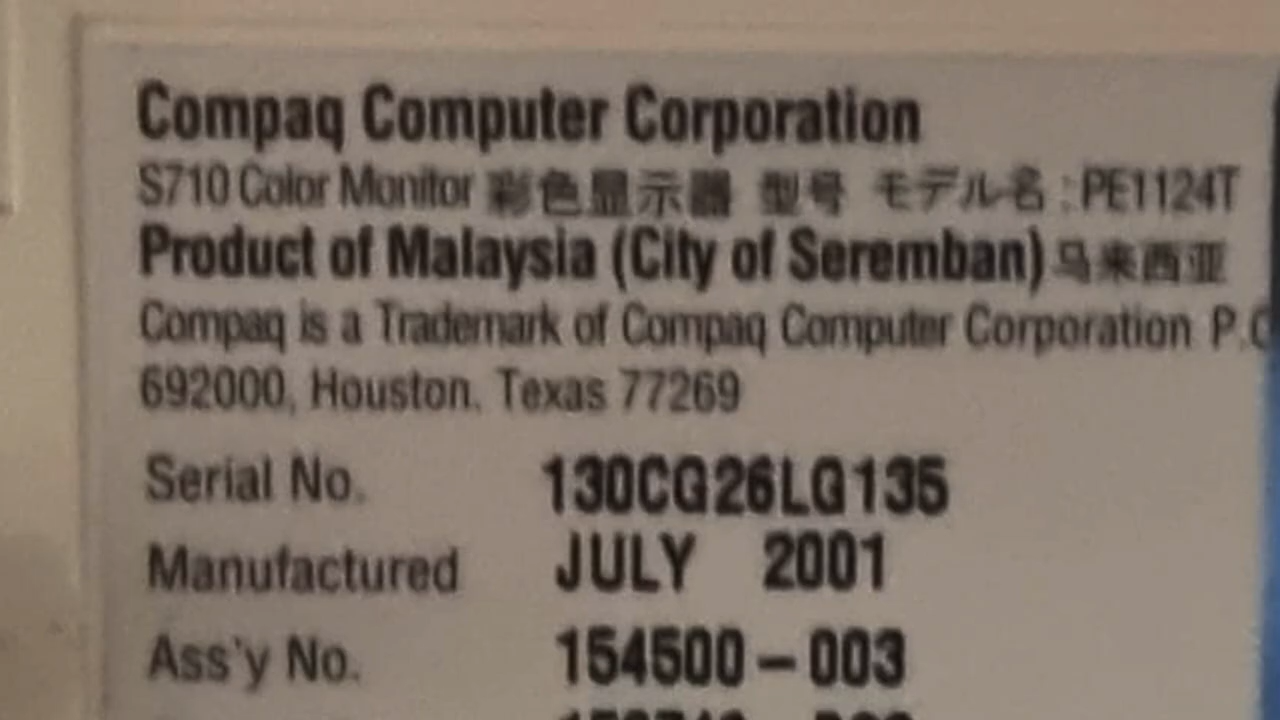 Compaq Computer Corporation
S710 Color Monitor 彩色显示器 型号 モデル名 : PE1124T
Product of Malaysia (City of Seremban) 马来西亚
Compaq is a Trademark of Compaq Computer Corporation P.O
692000, Houston. Texas 77269
Serial No. 130CG26LG135
Manufactured JULY 2001
Ass'y No. 154500-003